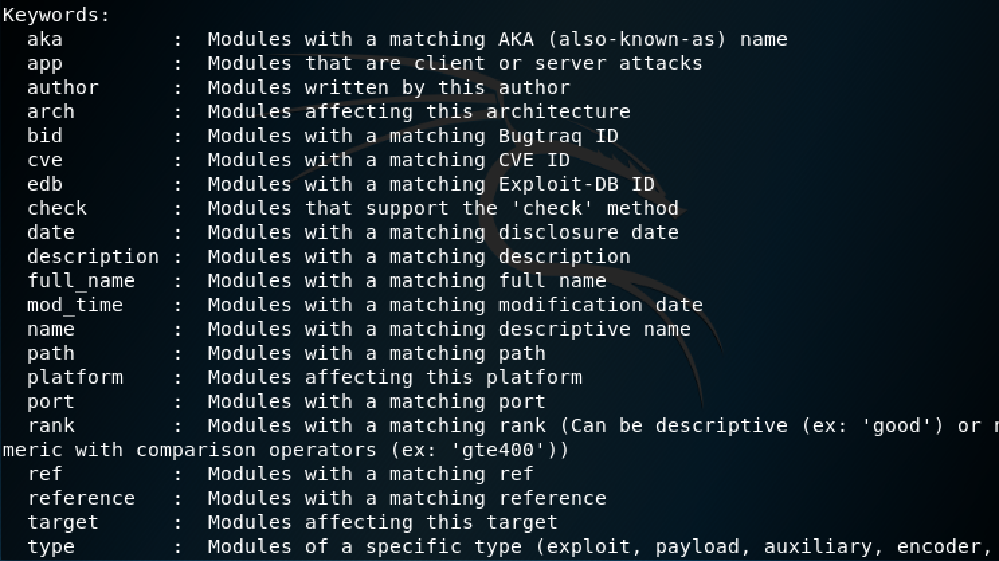 Keywords:
  aka         :  Modules with a matching AKA (also-known-as) name
  app         :  Modules that are client or server attacks
  author      :  Modules written by this author
  arch        :  Modules affecting this architecture
  bid         :  Modules with a matching Bugtraq ID
  cve         :  Modules with a matching CVE ID
  edb         :  Modules with a matching Exploit-DB ID
  check       :  Modules that support the 'check' method
  date        :  Modules with a matching disclosure date
  description :  Modules with a matching description
  full_name   :  Modules with a matching full name
  mod_time    :  Modules with a matching modification date
  name        :  Modules with a matching descriptive name
  path        :  Modules with a matching path
  platform    :  Modules affecting this platform
  port        :  Modules with a matching port
  rank        :  Modules with a matching rank (Can be descriptive (ex: 'good') or
meric with comparison operators (ex: 'gte400'))
  ref         :  Modules with a matching ref
  reference   :  Modules with a matching reference
  target      :  Modules affecting this target
  type        :  Modules of a specific type (exploit, payload, auxiliary, encoder,